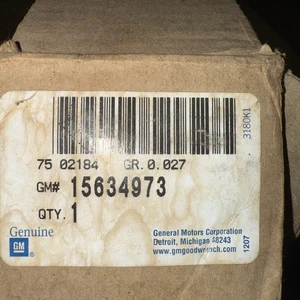 3180K1
75 02184 GR.0.027
GM# 15634973
QTY. 1
Genuine
GM
General Motors Corporation
Detroit, Michigan 48243
www.gmgoodwrench.com
1207